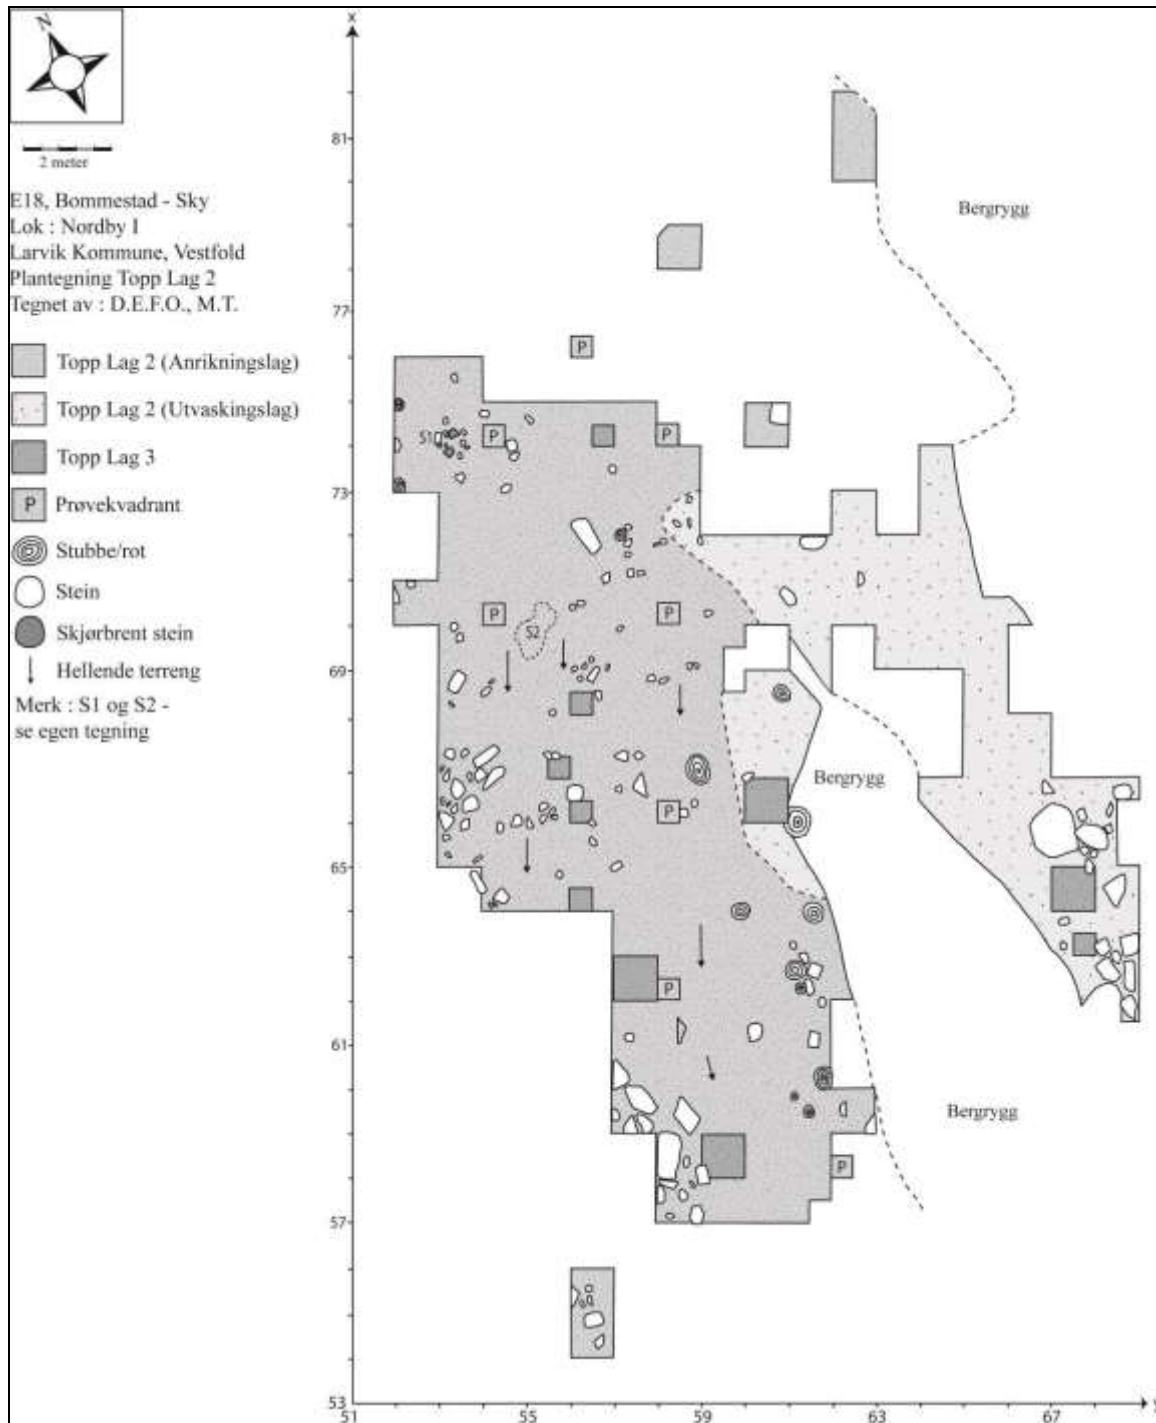 N
2 meter
E18, Bommestad - Sky
Lok : Nordby I
Larvik Kommune, Vestfold
Plantegning Topp Lag 2
Tegnet av : D.E.F.O., M.T.
Topp Lag 2 (Anrikningslag)
Topp Lag 2 (Utvaskingslag)
Topp Lag 3
P Prøvekvadrant
Stubbe/rot
Stein
Skjørbrent stein
Hellende terreng
Merk : S1 og S2 -
se egen tegning
x
81
Bergrygg
77
P
S1 P P
73
P P
S2
69
Bergrygg
P
65
P
61
Bergrygg
P
57
53
51 55 59 63 67 y